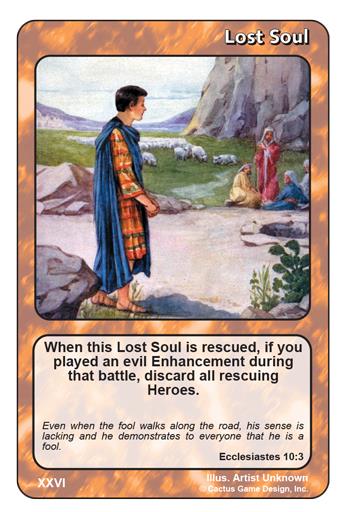 Lost Soul
When this Lost Soul is rescued, if you
played an evil Enhancement during
that battle, discard all rescuing
Heroes.
Even when the fool walks along the road, his sense is
lacking and he demonstrates to everyone that he is a
fool.
Ecclesiastes 10:3
XXVI
Illus. Artist Unknown
© Cactus Game Design, Inc.